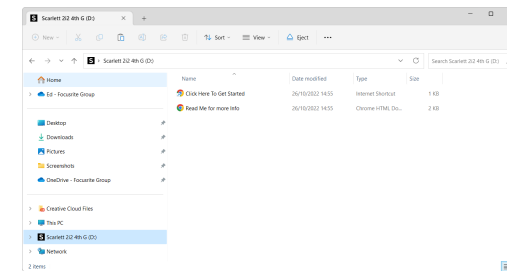 Scarlett 2i2 4th G (D:)
New Sort View Eject
Scarlett 2i2 4th G (D:) Search Scarlett 2i2 4th G (D:)
Home
Ed - Focusrite Group
Desktop
Downloads
Pictures
Screenshots
OneDrive - Focusrite Group
Creative Cloud Files
This PC
Scarlett 2i2 4th G (D:)
Network
Name Date modified Type Size
Click Here To Get Started 26/10/2022 14:55 Internet Shortcut 1 KB
Read Me for more Info 26/10/2022 14:55 Chrome HTML Do... 2 KB
2 items